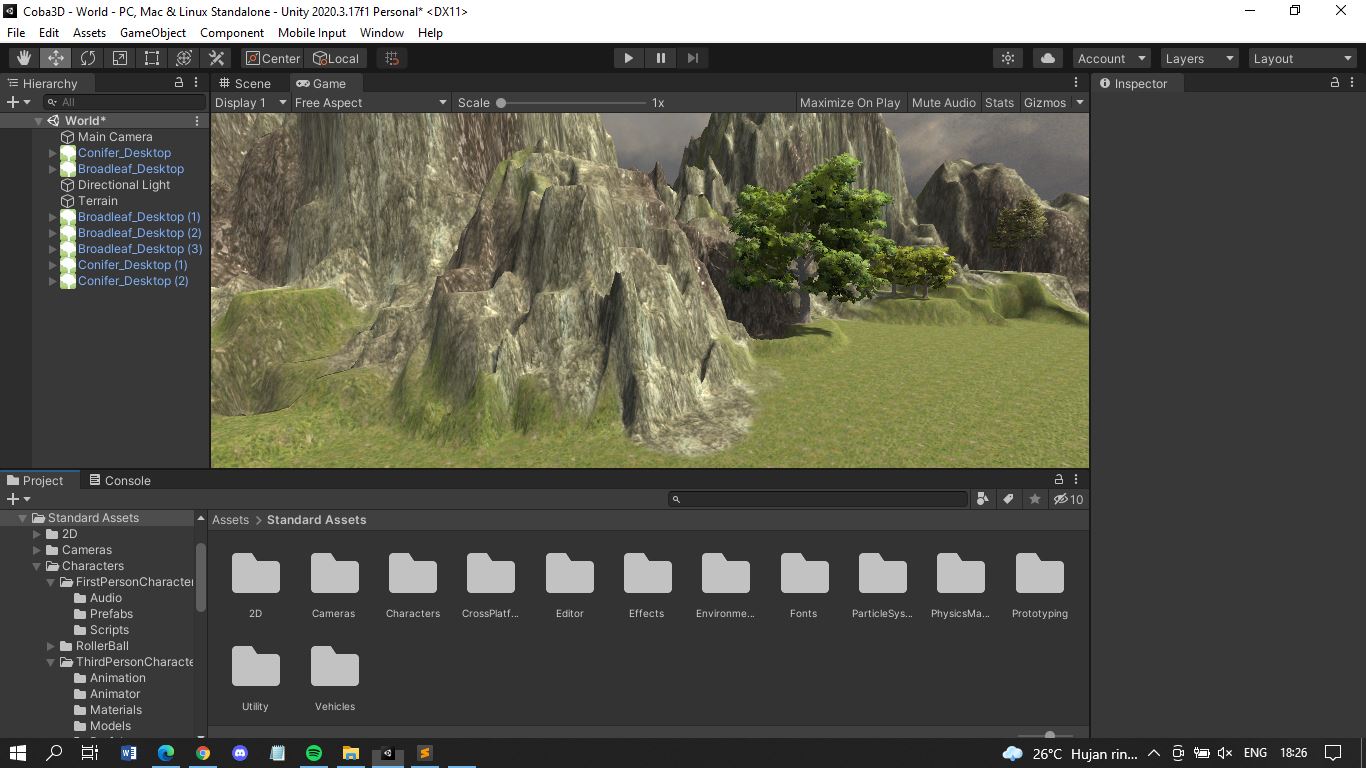 Coba3D - World - PC, Mac & Linux Standalone - Unity 2020.3.17f1 Personal* <DX11>
File Edit Assets GameObject Component Mobile Input Window Help
Center Local Account Layers Layout
Hierarchy
All
World*
Main Camera
Conifer_Desktop
Broadleaf_Desktop
Directional Light
Terrain
Broadleaf_Desktop (1)
Broadleaf_Desktop (2)
Broadleaf_Desktop (3)
Conifer_Desktop (1)
Conifer_Desktop (2)
Scene Game
Display 1 Free Aspect Scale 1x Maximize On Play Mute Audio Stats Gizmos
Inspector
Project Console
10
Standard Assets
2D
Cameras
Characters
FirstPersonCharacter
Audio
Prefabs
Scripts
RollerBall
ThirdPersonCharacte
Animation
Animator
Materials
Models
Assets > Standard Assets
2D Cameras Characters CrossPlatf... Editor Effects Environme... Fonts ParticleSys... PhysicsMa... Prototyping
Utility Vehicles
26°C Hujan rin... ENG 18:26